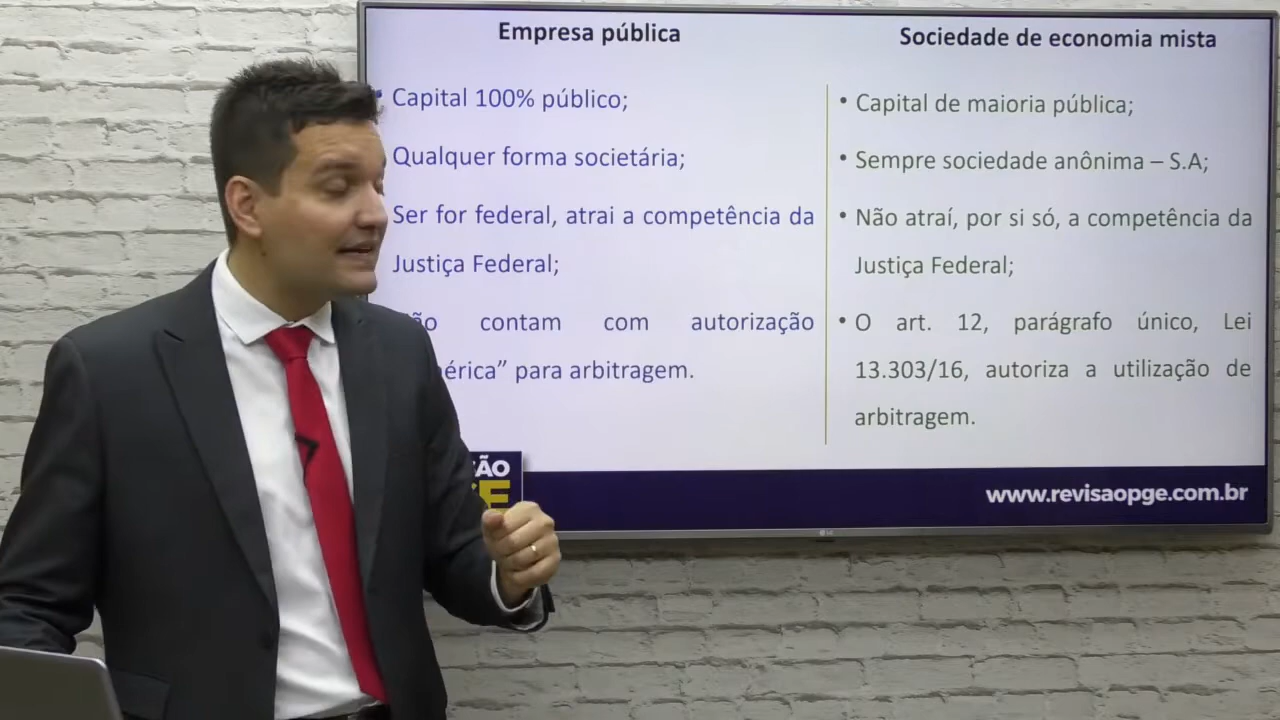 Empresa pública
Capital 100% público;
Qualquer forma societária;
Ser for federal, atrai a competência da
Justiça Federal;
contam com autorização
para arbitragem.
Sociedade de economia mista
• Capital de maioria pública;
• Sempre sociedade anônima – S.A;
• Não atraí, por si só, a competência da
Justiça Federal;
• O art. 12, parágrafo único, Lei
13.303/16, autoriza a utilização de
arbitragem.
www.revisaopge.com.br
LG